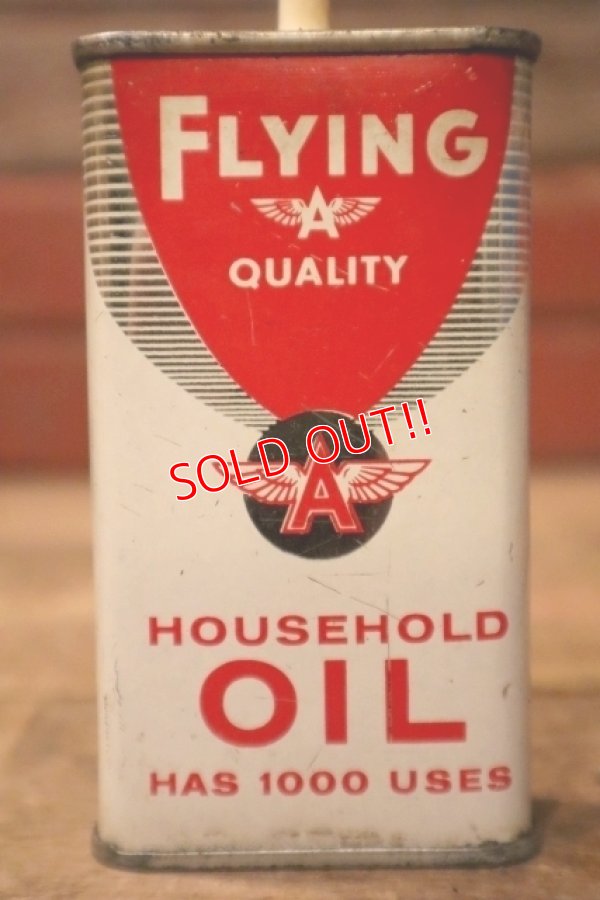 FLYING
A
QUALITY
SOLD OUT!!
A
HOUSEHOLD
OIL
HAS 1000 USES